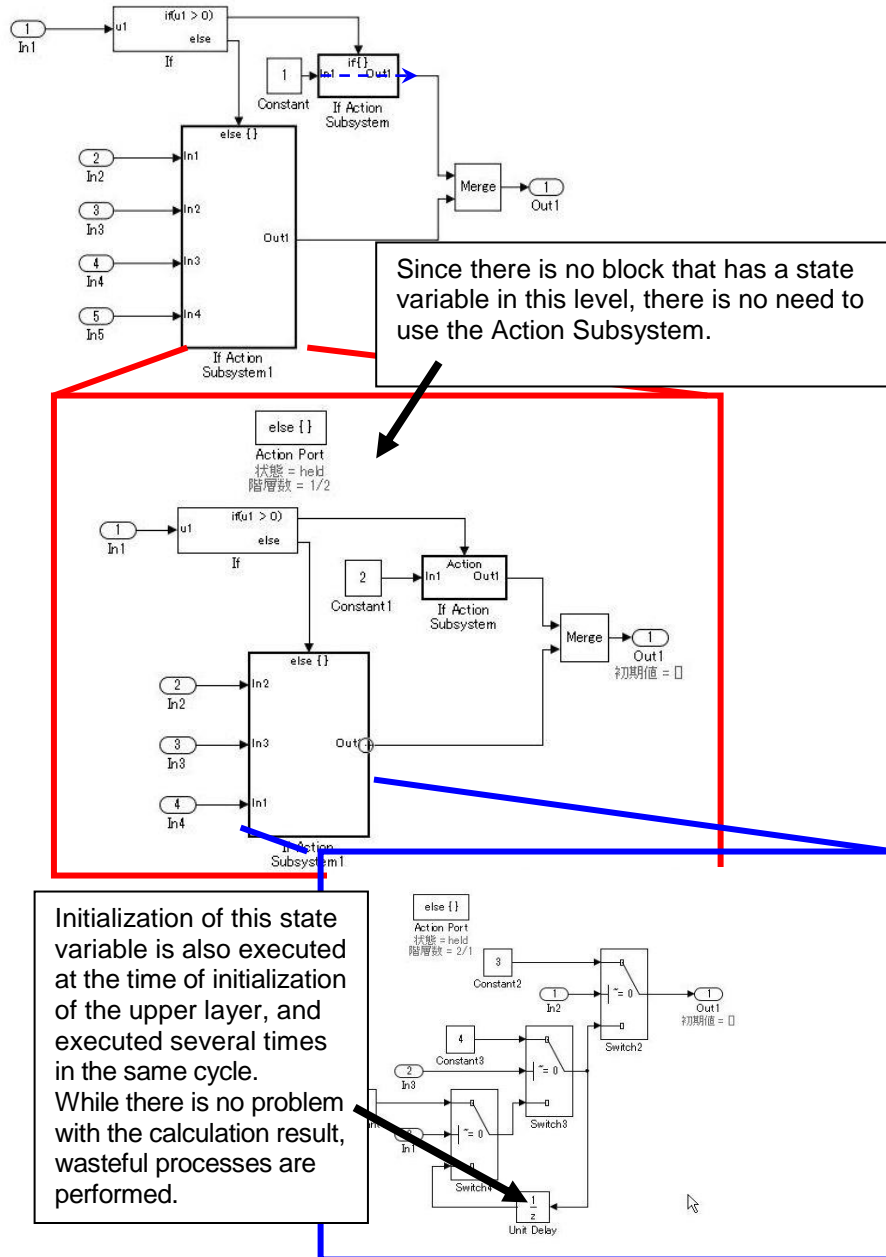 1
In1
u1
if(u1 > 0)
else
If
1
Constant
if{}
In1
Out1
If Action
Subsystem
else {}
2
In2
3
In3
4
In4
5
In5
In1
In2
In3
In4
Out1
If Action
Subsystem1
Merge
1
Out1
Since there is no block that has a state
variable in this level, there is no need to
use the Action Subsystem.
else {}
Action Port
状態 = held
階層数 = 1/2
1
In1
u1
if(u1 > 0)
else
If
2
Constant1
Action
In1
Out1
If Action
Subsystem
else {}
2
In2
3
In3
4
In4
In2
In3
In1
Out1
If Action
Subsystem1
Merge
1
Out1
初期値 = []
Initialization of this state
variable is also executed
at the time of initialization
of the upper layer, and
executed several times
in the same cycle.
While there is no problem
with the calculation result,
wasteful processes are
performed.
else {}
Action Port
状態 = held
階層数 = 2/1
3
Constant2
1
In2
~= 0
Switch2
1
Out1
初期値 = []
4
Constant3
2
In3
~= 0
Switch3
In1
~= 0
Switch4
1
z
Unit Delay